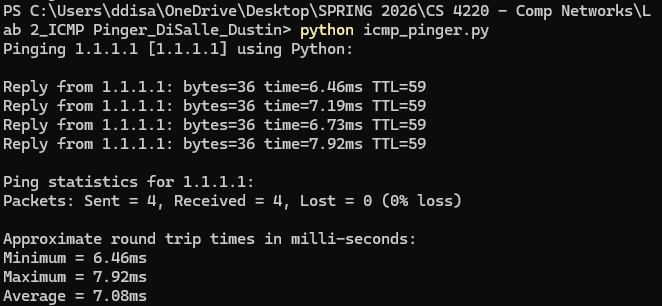 PS C:\Users\ddisa\OneDrive\Desktop\SPRING 2026\CS 4220 - Comp Networks\L
ab 2_ICMP Pinger_DiSalle_Dustin> python icmp_pinger.py
Pinging 1.1.1.1 [1.1.1.1] using Python:
Reply from 1.1.1.1: bytes=36 time=6.46ms TTL=59
Reply from 1.1.1.1: bytes=36 time=7.19ms TTL=59
Reply from 1.1.1.1: bytes=36 time=6.73ms TTL=59
Reply from 1.1.1.1: bytes=36 time=7.92ms TTL=59
Ping statistics for 1.1.1.1:
Packets: Sent = 4, Received = 4, Lost = 0 (0% loss)
Approximate round trip times in milli-seconds:
Minimum = 6.46ms
Maximum = 7.92ms
Average = 7.08ms